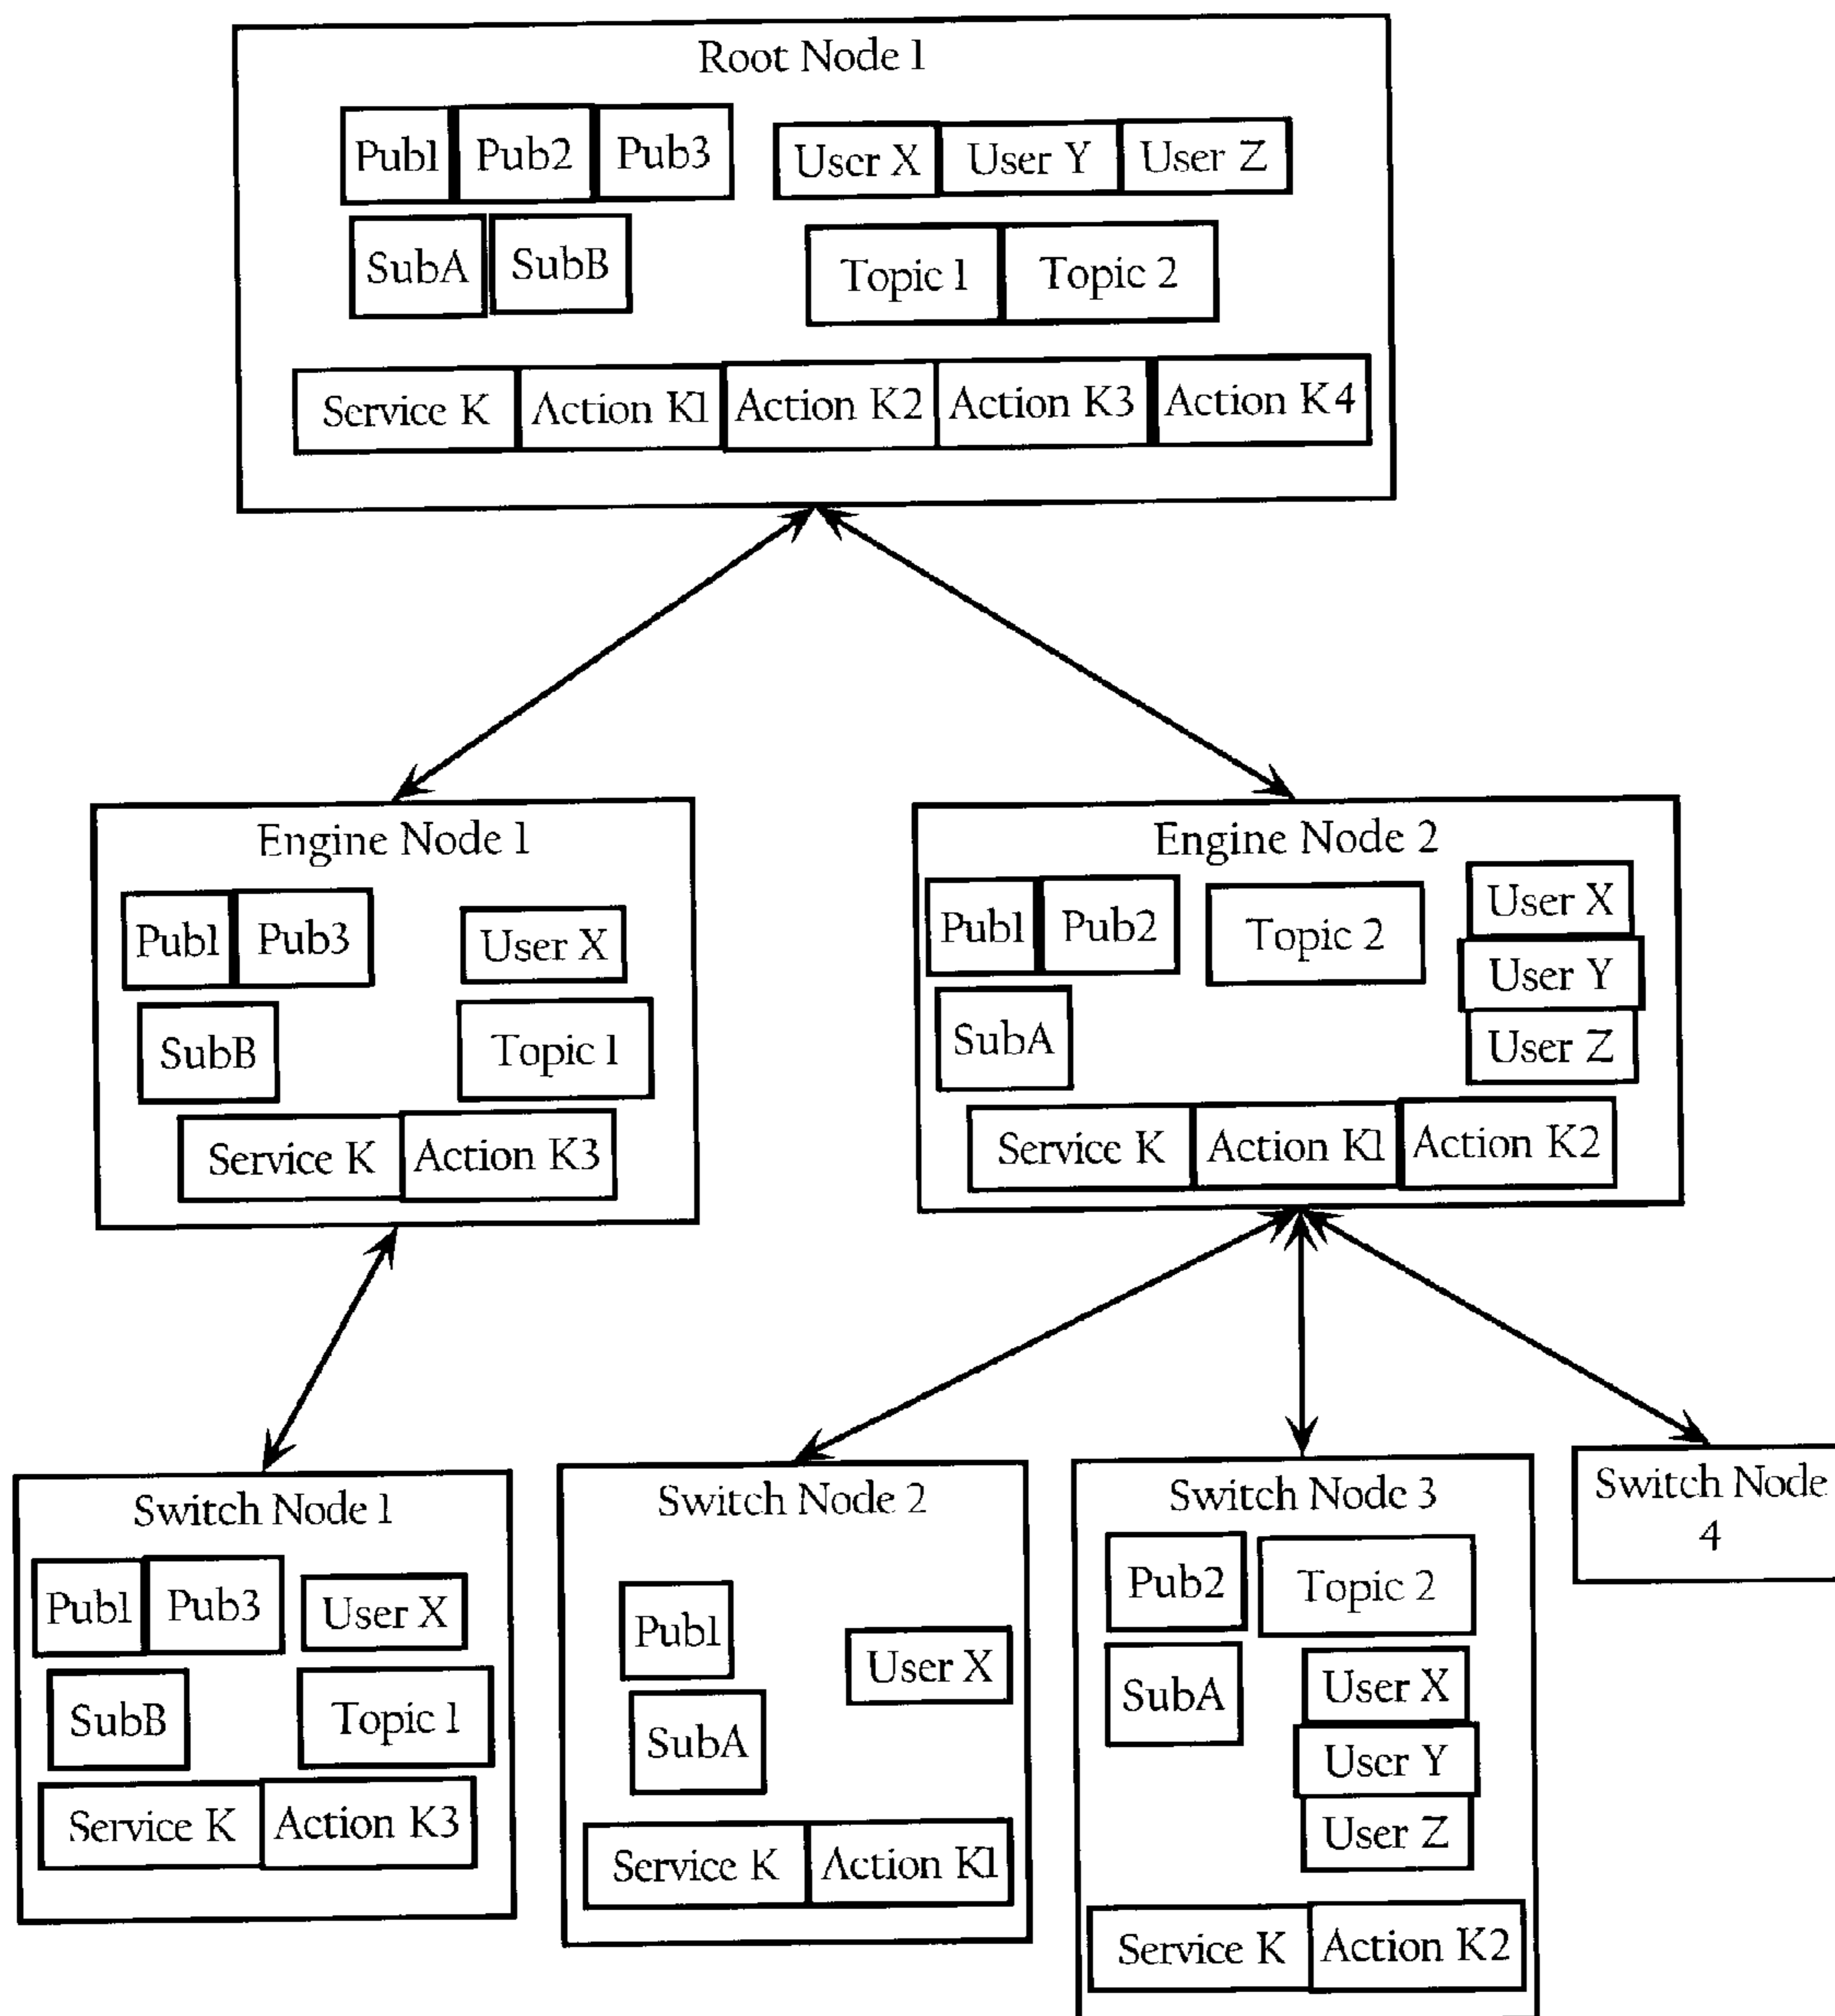 Root Node 1
Pub1 Pub2 Pub3 User X User Y User Z
SubA SubB Topic 1 Topic 2
Service K Action K1 Action K2 Action K3 Action K4
Engine Node 1
Pub1 Pub3 User X
SubB Topic 1
Service K Action K3
Engine Node 2
Pub1 Pub2 Topic 2 User X
User Y
SubA User Z
Service K Action K1 Action K2
Switch Node 1
Pub1 Pub3 User X
SubB Topic 1
Service K Action K3
Switch Node 2
Pub1 User X
SubA
Service K Action K1
Switch Node 3
Pub2 Topic 2
SubA User X
User Y
User Z
Service K Action K2
Switch Node
4